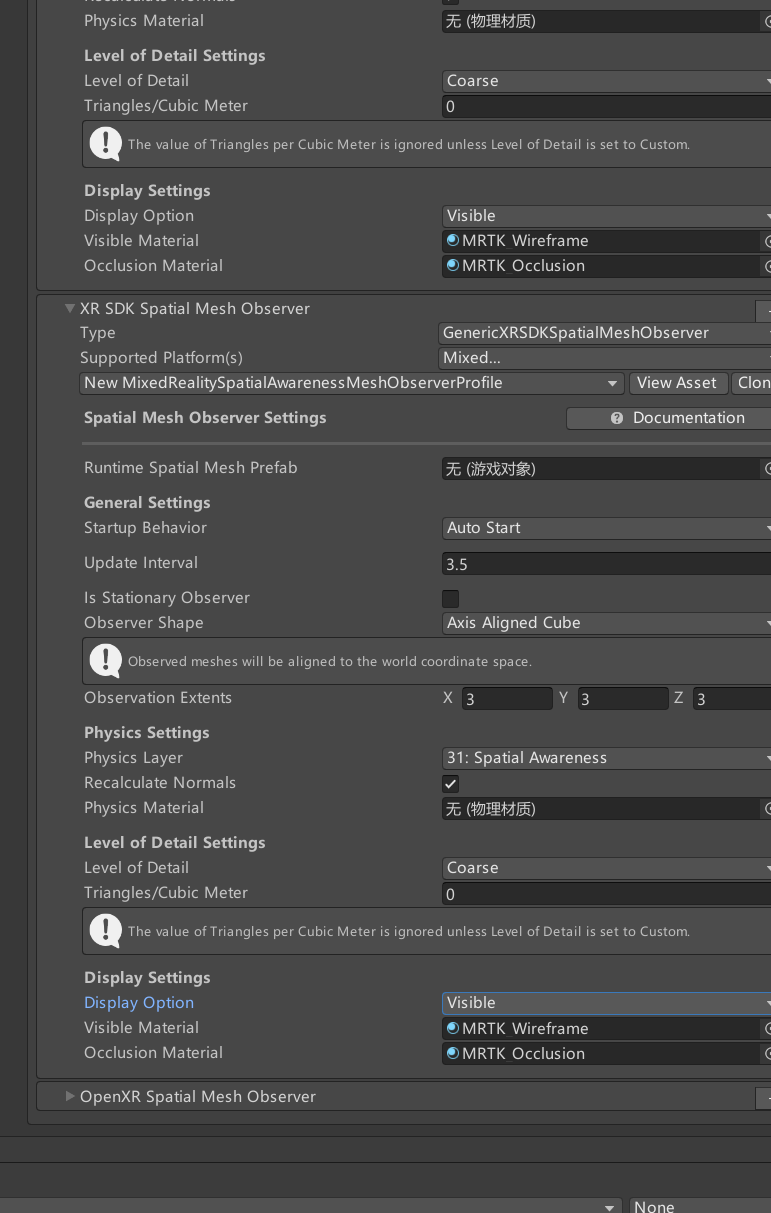 Recalculate Normals
Physics Material 无 (物理材质)
Level of Detail Settings
Level of Detail Coarse
Triangles/Cubic Meter 0
The value of Triangles per Cubic Meter is ignored unless Level of Detail is set to Custom.
Display Settings
Display Option Visible
Visible Material MRTK_Wireframe
Occlusion Material MRTK_Occlusion
XR SDK Spatial Mesh Observer
Type GenericXRSDKSpatialMeshObserver
Supported Platform(s) Mixed...
New MixedRealitySpatialAwarenessMeshObserverProfile View Asset Clon
Spatial Mesh Observer Settings Documentation
Runtime Spatial Mesh Prefab 无 (游戏对象)
General Settings
Startup Behavior Auto Start
Update Interval 3.5
Is Stationary Observer
Observer Shape Axis Aligned Cube
Observed meshes will be aligned to the world coordinate space.
Observation Extents X 3 Y 3 Z 3
Physics Settings
Physics Layer 31: Spatial Awareness
Recalculate Normals
Physics Material 无 (物理材质)
Level of Detail Settings
Level of Detail Coarse
Triangles/Cubic Meter 0
The value of Triangles per Cubic Meter is ignored unless Level of Detail is set to Custom.
Display Settings
Display Option Visible
Visible Material MRTK_Wireframe
Occlusion Material MRTK_Occlusion
OpenXR Spatial Mesh Observer
None